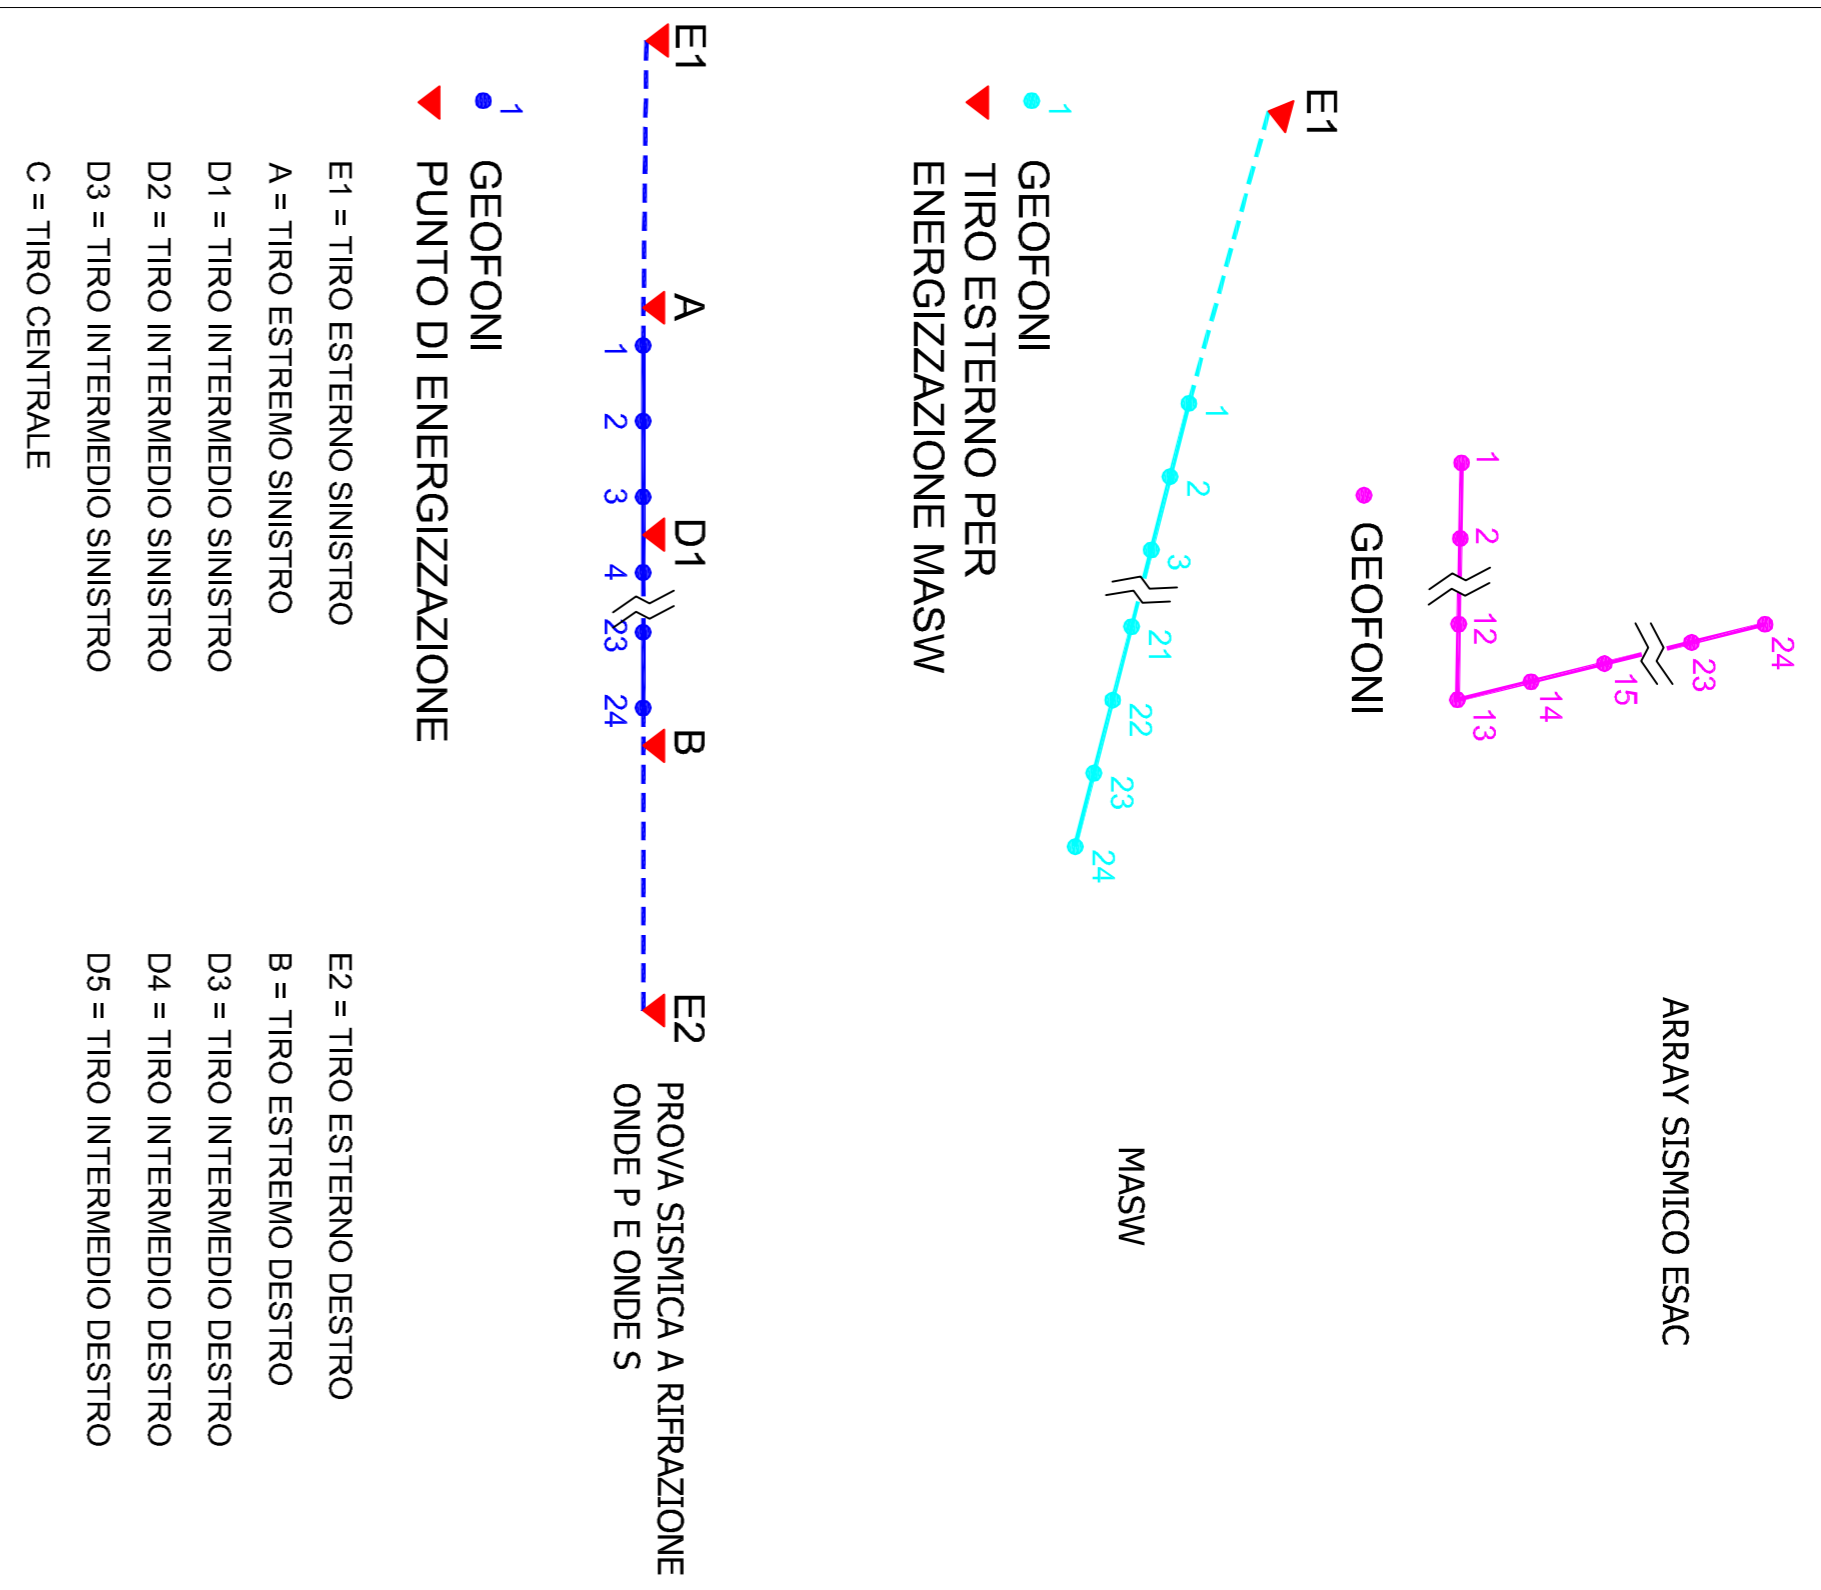 24
23
15
14
1 2 12 13
ARRAY SISMICO ESAC
GEOFONI
E1
1
2
3
21
22
23
24
MASW
1 GEOFONI
TIRO ESTERNO PER
ENERGIZZAZIONE MASW
E1 A D1 B E2
1 2 3 4 23 24
PROVA SISMICA A RIFRAZIONE
ONDE P E ONDE S
1 GEOFONI
PUNTO DI ENERGIZZAZIONE
E1 = TIRO ESTERNO SINISTRO
A = TIRO ESTREMO SINISTRO
D1 = TIRO INTERMEDIO SINISTRO
D2 = TIRO INTERMEDIO SINISTRO
D3 = TIRO INTERMEDIO SINISTRO
C = TIRO CENTRALE
E2 = TIRO ESTERNO DESTRO
B = TIRO ESTREMO DESTRO
D3 = TIRO INTERMEDIO DESTRO
D4 = TIRO INTERMEDIO DESTRO
D5 = TIRO INTERMEDIO DESTRO